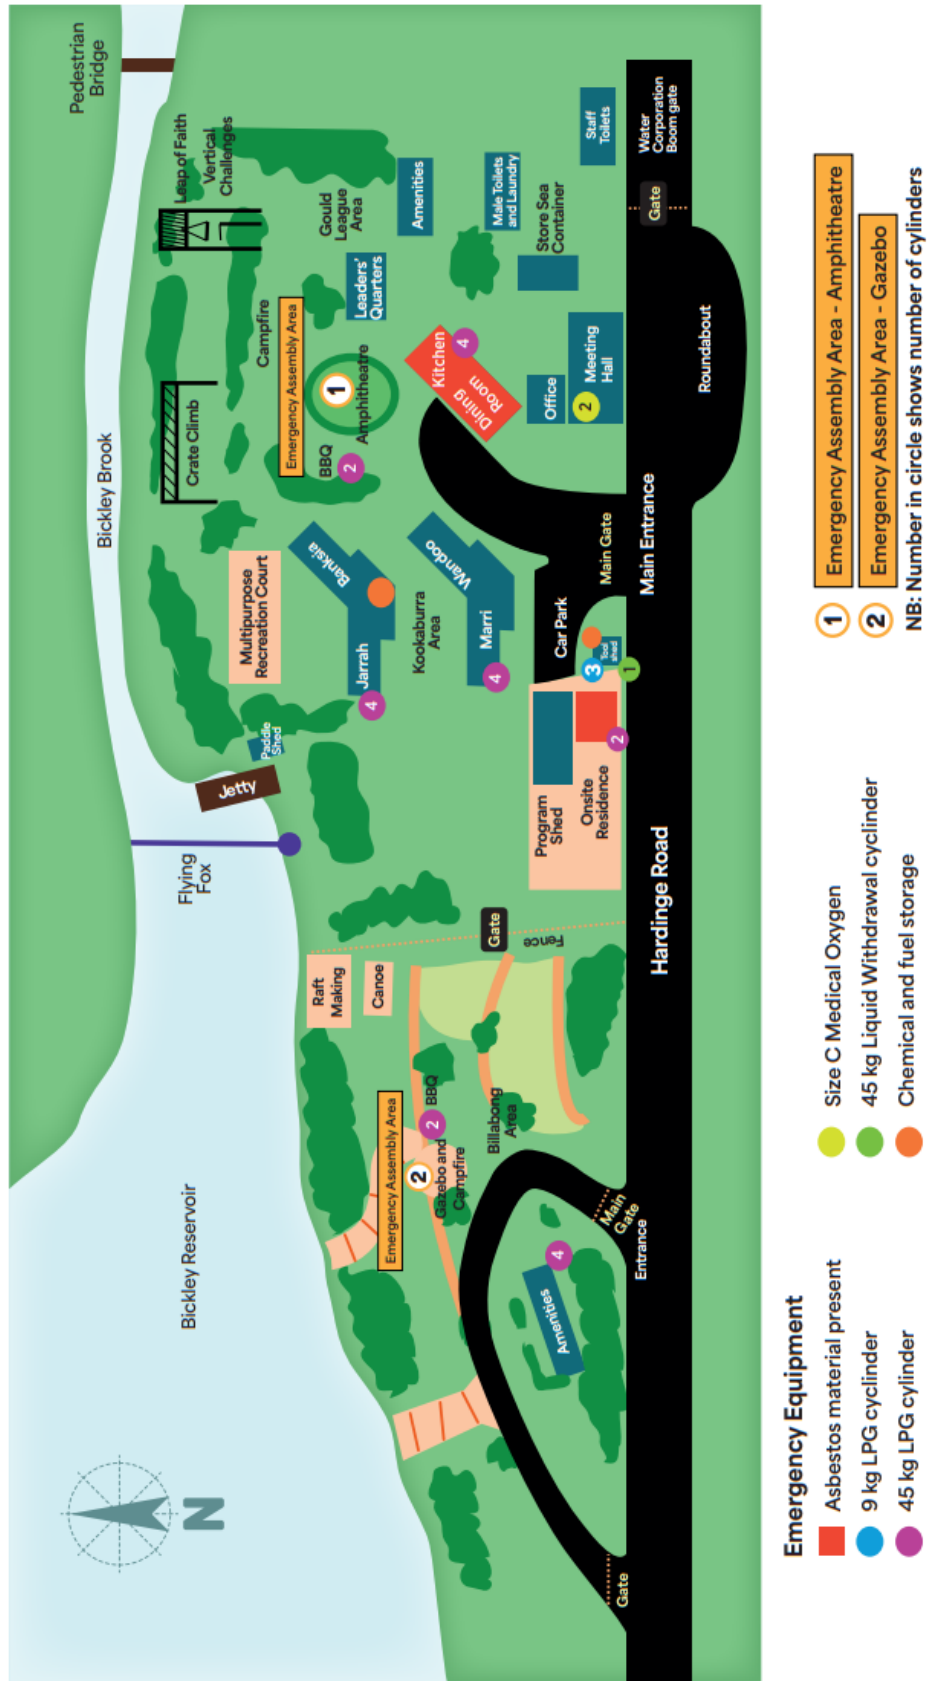 Pedestrian
Bridge
Bickley Brook
Leap of Faith
Vertical
Challenges
Crate Climb
Campfire
Gould
League
Area
Amenities
Leaders'
Quarters
Emergency Assembly Area
1
Amphitheatre
BBQ
2
Male Toilets
and Laundry
Staff
Toilets
Store Sea
Container
Kitchen
4
Dining
Room
Office
Meeting
Hall
2
Water
Corporation
Boom gate
Gate
Roundabout
Main Entrance
Main Gate
Car Park
Multipurpose
Recreation Court
Banksia
Jarrah
4
Kookaburra
Area
Wandoo
Marri
4
Paddle
Shed
Jetty
Flying
Fox
Tool
shed
3
1
2
Program
Shed
Onsite
Residence
Hardinge Road
Gate
Fence
Raft
Making
Canoe
Emergency Assembly Area
BBQ
2
2
Gazebo and
Campfire
Billabong
Area
Bickley Reservoir
Main
Gate
Entrance
Amenities
4
Gate
N
Emergency Equipment
Asbestos material present
9 kg LPG cyclinder
45 kg LPG cylinder
Size C Medical Oxygen
45 kg Liquid Withdrawal cyclinder
Chemical and fuel storage
1 Emergency Assembly Area - Amphitheatre
2 Emergency Assembly Area - Gazebo
NB: Number in circle shows number of cylinders